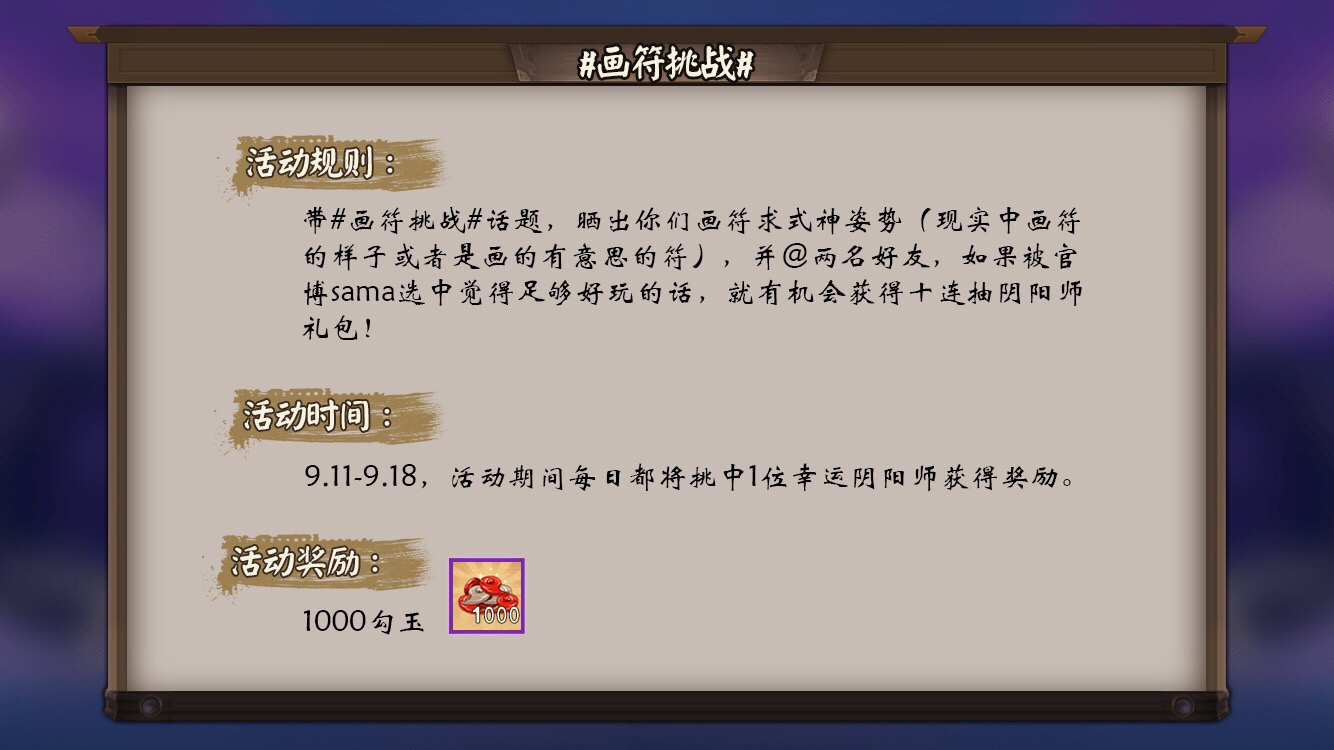 #画符挑战#
活动规则：
带#画符挑战#话题，晒出你们画符求式神姿势（现实中画符
的样子或者是画的有意思的符），并@两名好友，如果被官
博sama选中觉得足够好玩的话，就有机会获得十连抽阴阳师
礼包！
活动时间：
9.11-9.18，活动期间每日都将挑中1位幸运阴阳师获得奖励。
活动奖励：
1000勾玉
1000